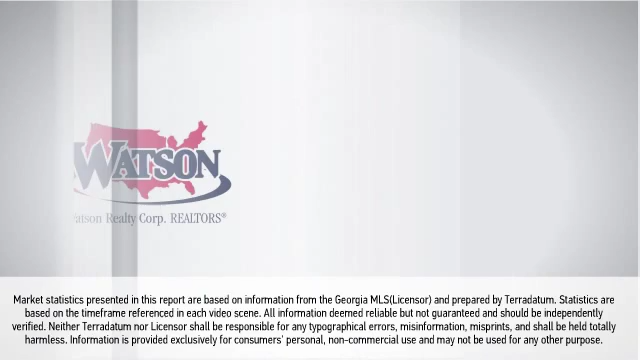 WATSON
Watson Realty Corp. REALTORS®
Market statistics presented in this report are based on information from the Georgia MLS(Licensor) and prepared by Terradatum. Statistics are
based on the timeframe referenced in each video scene. All information deemed reliable but not guaranteed and should be independently
verified. Neither Terradatum nor Licensor shall be responsible for any typographical errors, misinformation, misprints, and shall be held totally
harmless. Information is provided exclusively for consumers' personal, non-commercial use and may not be used for any other purpose.